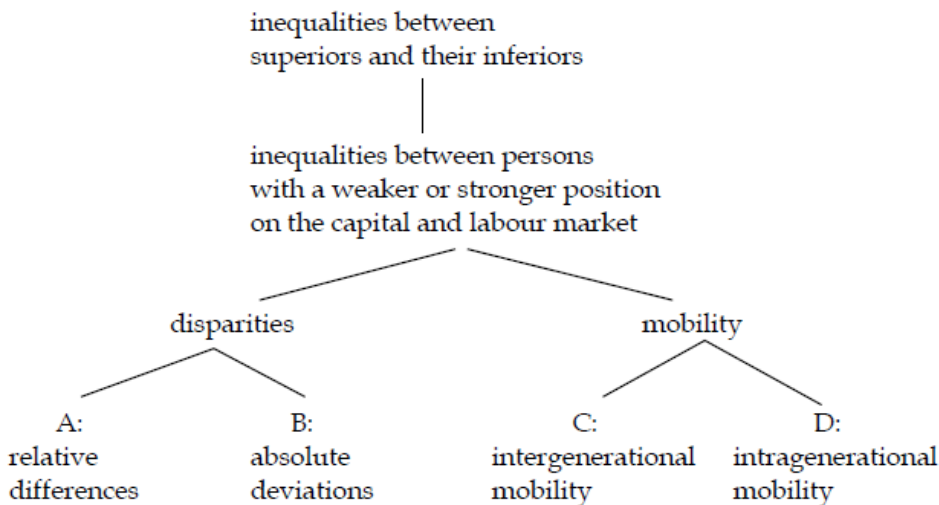 inequalities between
superiors and their inferiors
inequalities between persons
with a weaker or stronger position
on the capital and labour market
disparities
mobility
A:
relative
differences
B:
absolute
deviations
C:
intergenerational
mobility
D:
intragenerational
mobility